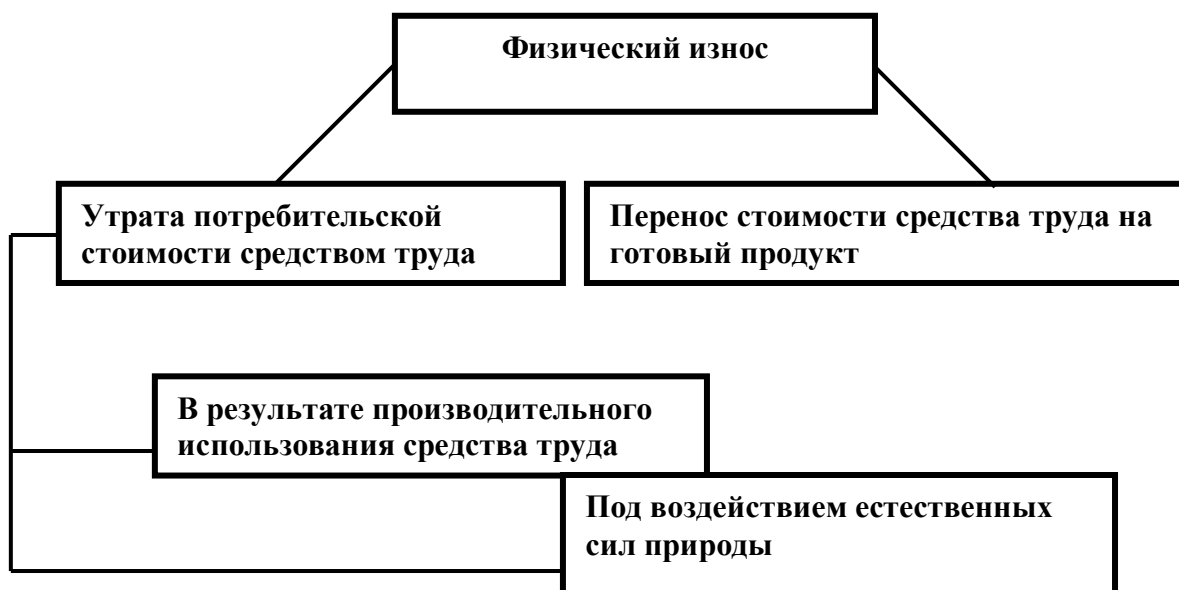 Физический износ
Утрата потребительской
стоимости средством труда
Перенос стоимости средства труда на
готовый продукт
В результате производительного
использования средства труда
Под воздействием естественных
сил природы